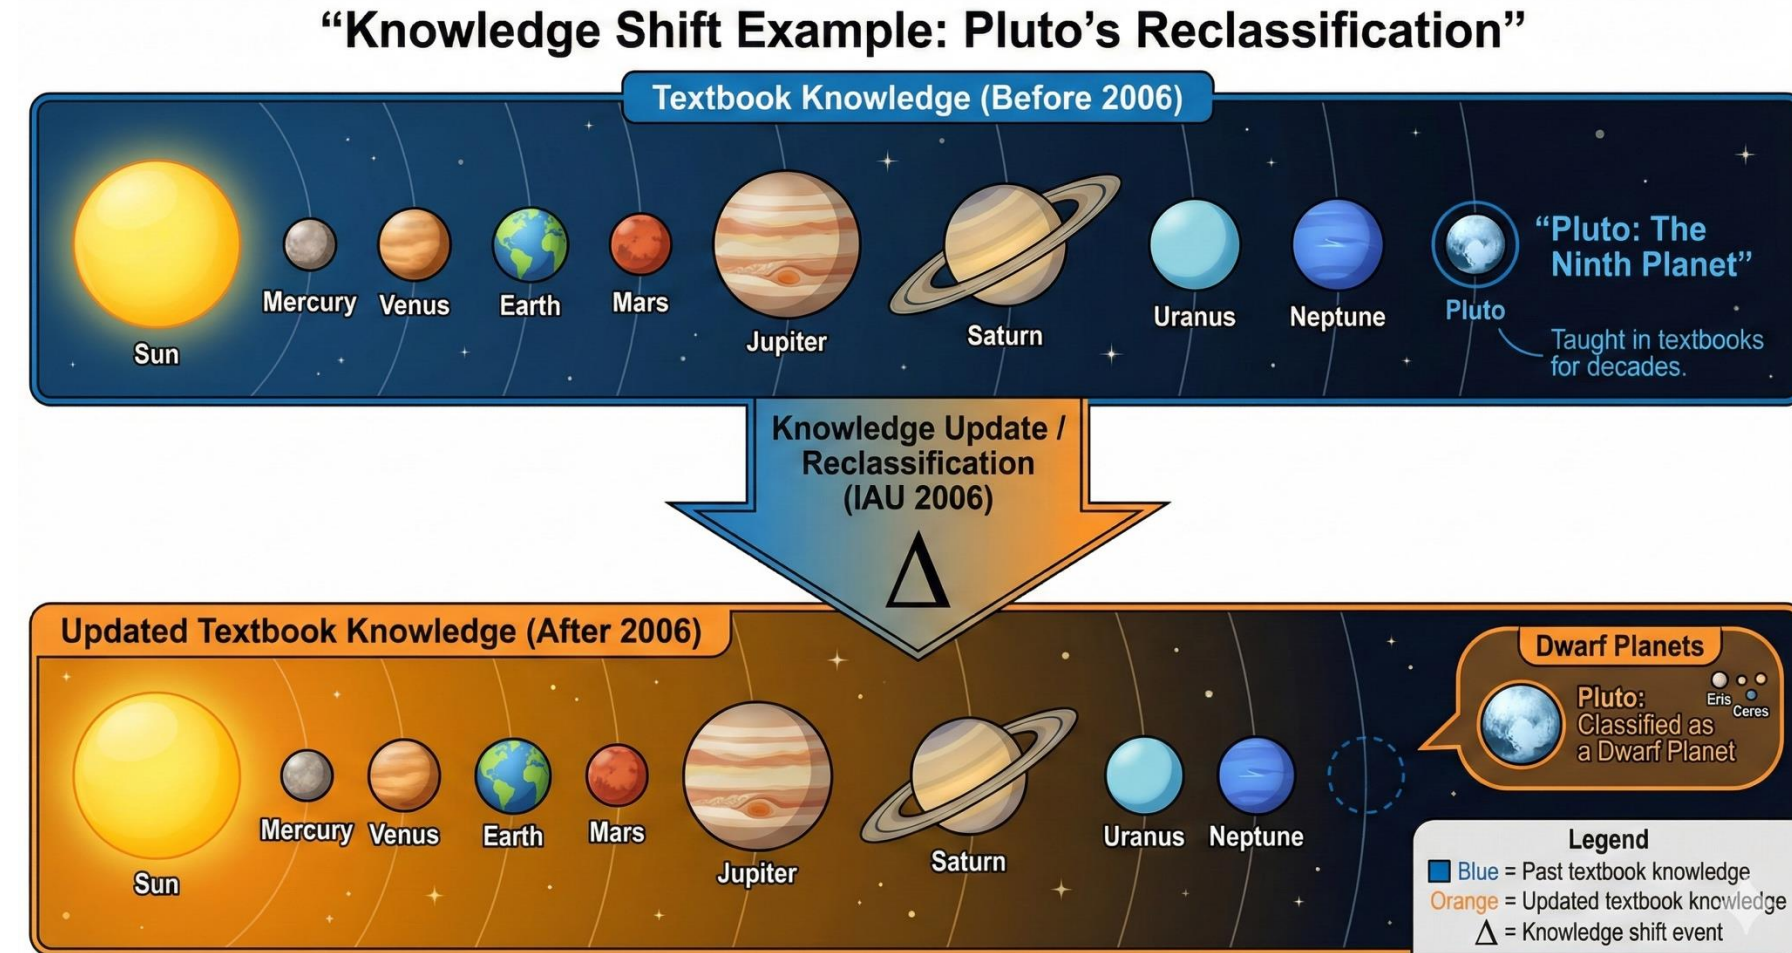 “Knowledge Shift Example: Pluto’s Reclassification”
Textbook Knowledge (Before 2006)
Sun
Mercury
Venus
Earth
Mars
Jupiter
Saturn
Uranus
Neptune
Pluto
“Pluto: The
Ninth Planet”
Taught in textbooks
for decades.
Knowledge Update /
Reclassification
(IAU 2006)
Δ
Updated Textbook Knowledge (After 2006)
Sun
Mercury
Venus
Earth
Mars
Jupiter
Saturn
Uranus
Neptune
Dwarf Planets
Pluto:
Classified as
a Dwarf Planet
Eris
Ceres
Legend
Blue = Past textbook knowledge
Orange = Updated textbook knowledge
Δ = Knowledge shift event